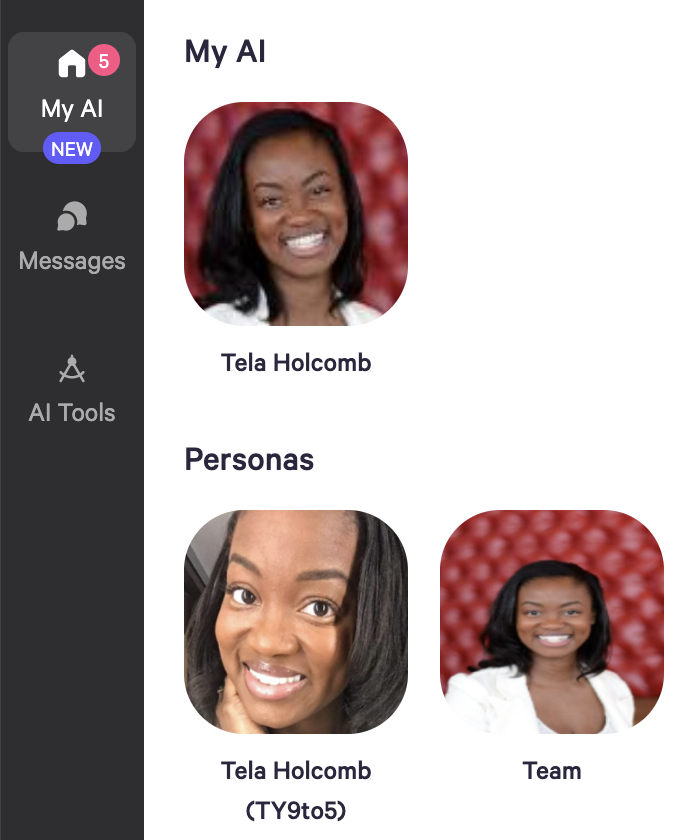 5
My AI
NEW
Messages
AI Tools
My AI
Tela Holcomb
Personas
Tela Holcomb
(TY9to5)
Team